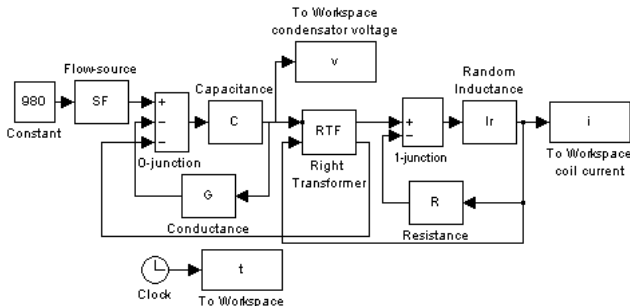 To Workspace
condensator voltage
v
Flow-source
Capacitance
Random
Inductance
980
SF
+
−
−
C
RTF
+
−
Ir
i
Constant
0-junction
Right
Transformer
1-junction
To Workspace
coil current
G
Conductance
R
Resistance
t
Clock
To Workspace